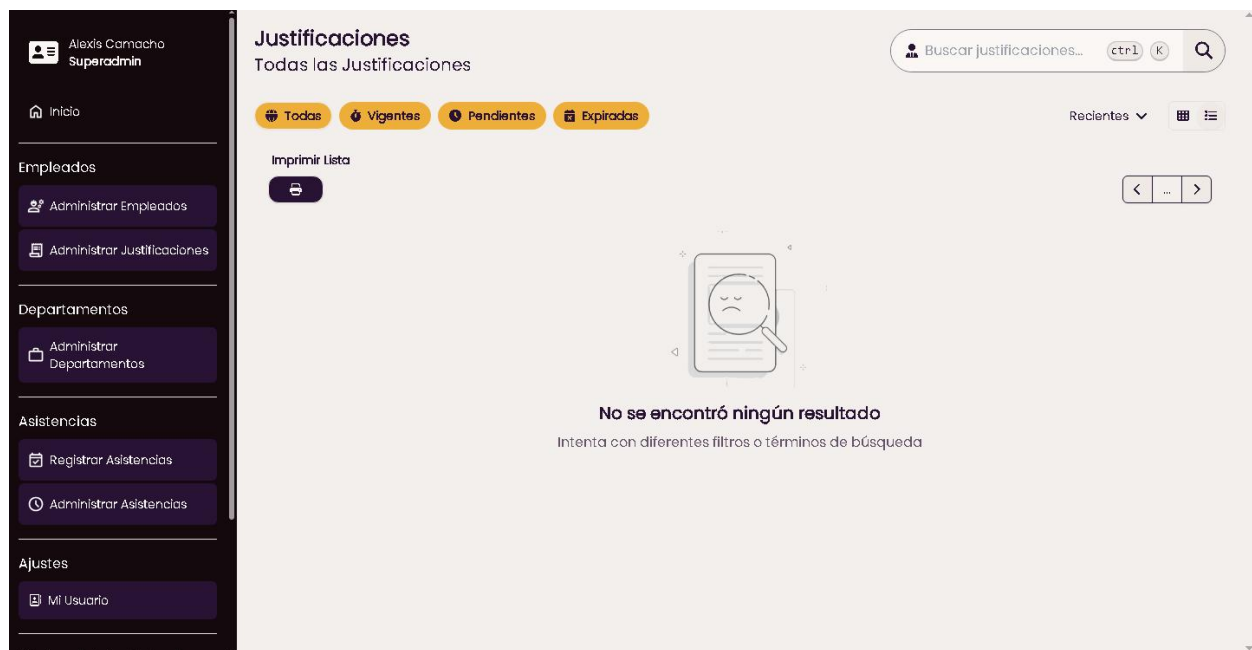 Alexis Camacho
Superadmin
Inicio
Empleados
Administrar Empleados
Administrar Justificaciones
Departamentos
Administrar
Departamentos
Asistencias
Registrar Asistencias
Administrar Asistencias
Ajustes
Mi Usuario
Justificaciones
Todas las Justificaciones
Buscar justificaciones... ctrl K
Todas Vigentes Pendientes Expiradas
Recientes
Imprimir Lista
...
No se encontró ningún resultado
Intenta con diferentes filtros o términos de búsqueda